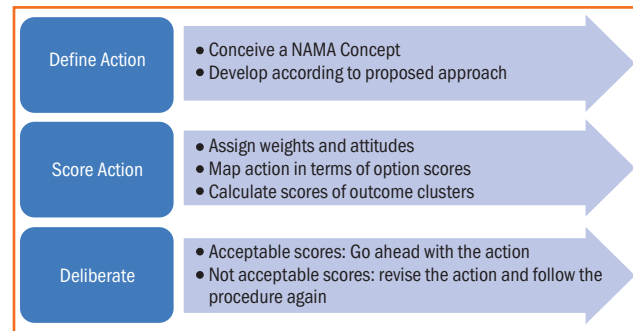 Define Action
• Conceive a NAMA Concept
• Develop according to proposed approach
Score Action
• Assign weights and attitudes
• Map action in terms of option scores
• Calculate scores of outcome clusters
Deliberate
• Acceptable scores: Go ahead with the action
• Not acceptable scores: revise the action and follow the
procedure again